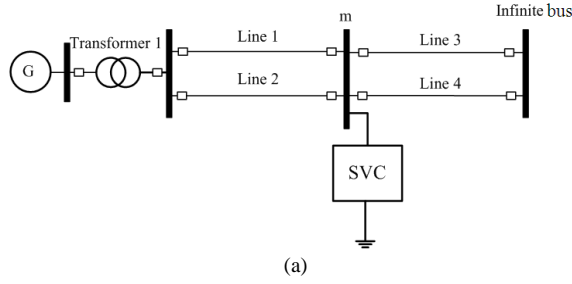 m
Infinite bus
Transformer 1
Line 1
Line 3
G
Line 2
Line 4
SVC
(a)